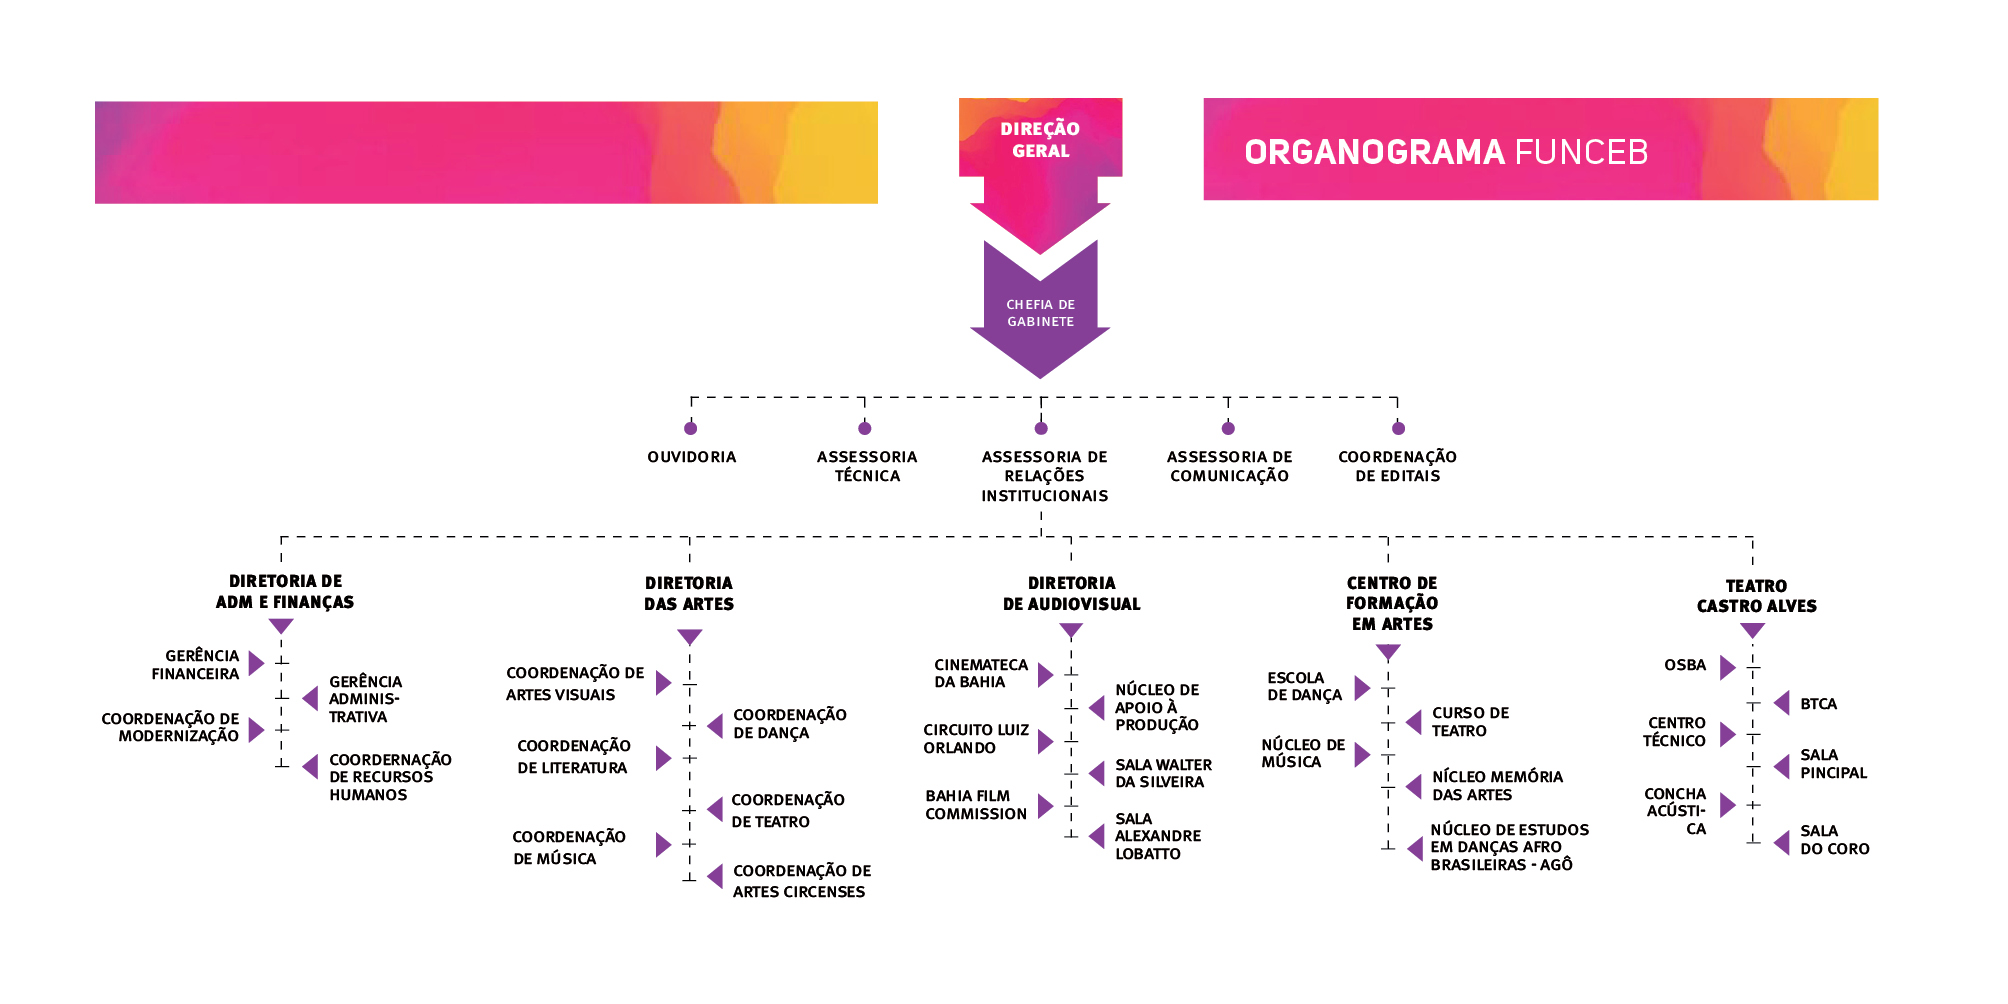 DIREÇÃO
GERAL
ORGANOGRAMA FUNCEB
CHEFIA DE
GABINETE
OUVIDORIA
ASSESSORIA
TÉCNICA
ASSESSORIA DE
RELAÇÕES
INSTITUCIONAIS
ASSESSORIA DE
COMUNICAÇÃO
COORDENAÇÃO
DE EDITAIS
DIRETORIA DE
ADM E FINANÇAS
GERÊNCIA
FINANCEIRA
GERÊNCIA
ADMINIS-
TRATIVA
COORDENAÇÃO DE
MODERNIZAÇÃO
COORDERNAÇÃO
DE RECURSOS
HUMANOS
DIRETORIA
DAS ARTES
COORDENAÇÃO DE
ARTES VISUAIS
COORDENAÇÃO
DE DANÇA
COORDENAÇÃO
DE LITERATURA
COORDENAÇÃO
DE TEATRO
COORDENAÇÃO
DE MÚSICA
COORDENAÇÃO DE
ARTES CIRCENSES
DIRETORIA
DE AUDIOVISUAL
CINEMATECA
DA BAHIA
NÚCLEO DE
APOIO À
PRODUÇÃO
CIRCUITO LUIZ
ORLANDO
SALA WALTER
DA SILVEIRA
BAHIA FILM
COMMISSION
SALA
ALEXANDRE
LOBATTO
CENTRO DE
FORMAÇÃO
EM ARTES
ESCOLA
DE DANÇA
CURSO DE
TEATRO
NÚCLEO DE
MÚSICA
NÍCLEO MEMÓRIA
DAS ARTES
NÚCLEO DE ESTUDOS
EM DANÇAS AFRO
BRASILEIRAS - AGÔ
TEATRO
CASTRO ALVES
OSBA
BTCA
CENTRO
TÉCNICO
SALA
PINCIPAL
CONCHA
ACÚSTI-
CA
SALA
DO CORO